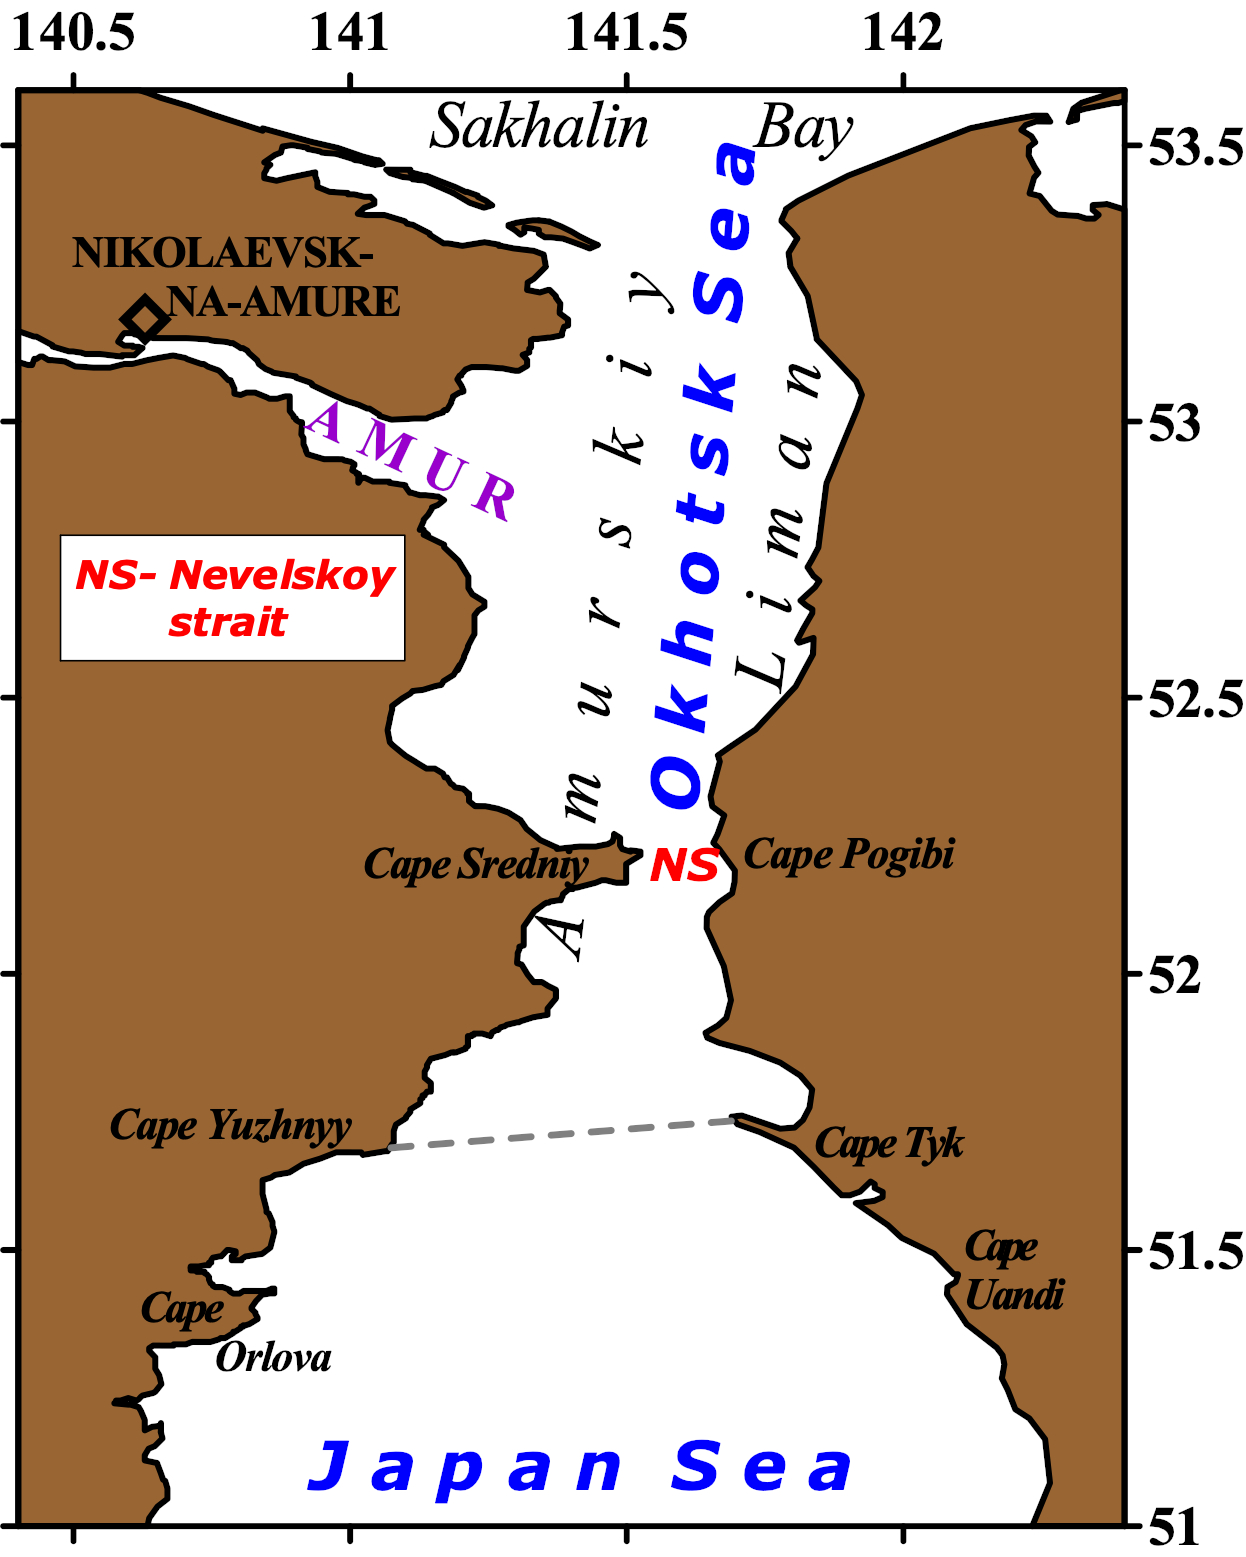 140.5 141 141.5 142
Sakhalin Bay
53.5
NIKOLAEVSK-
NA-AMURE
Amurskiy
Okhotsk Sea
Liman
53
AMUR
NS- Nevelskoy
strait
52.5
Cape Sredniy
NS
Cape Pogibi
52
Cape Yuzhnyy
Cape Tyk
51.5
Cape
Uandi
Cape
Orlova
Japan Sea
51